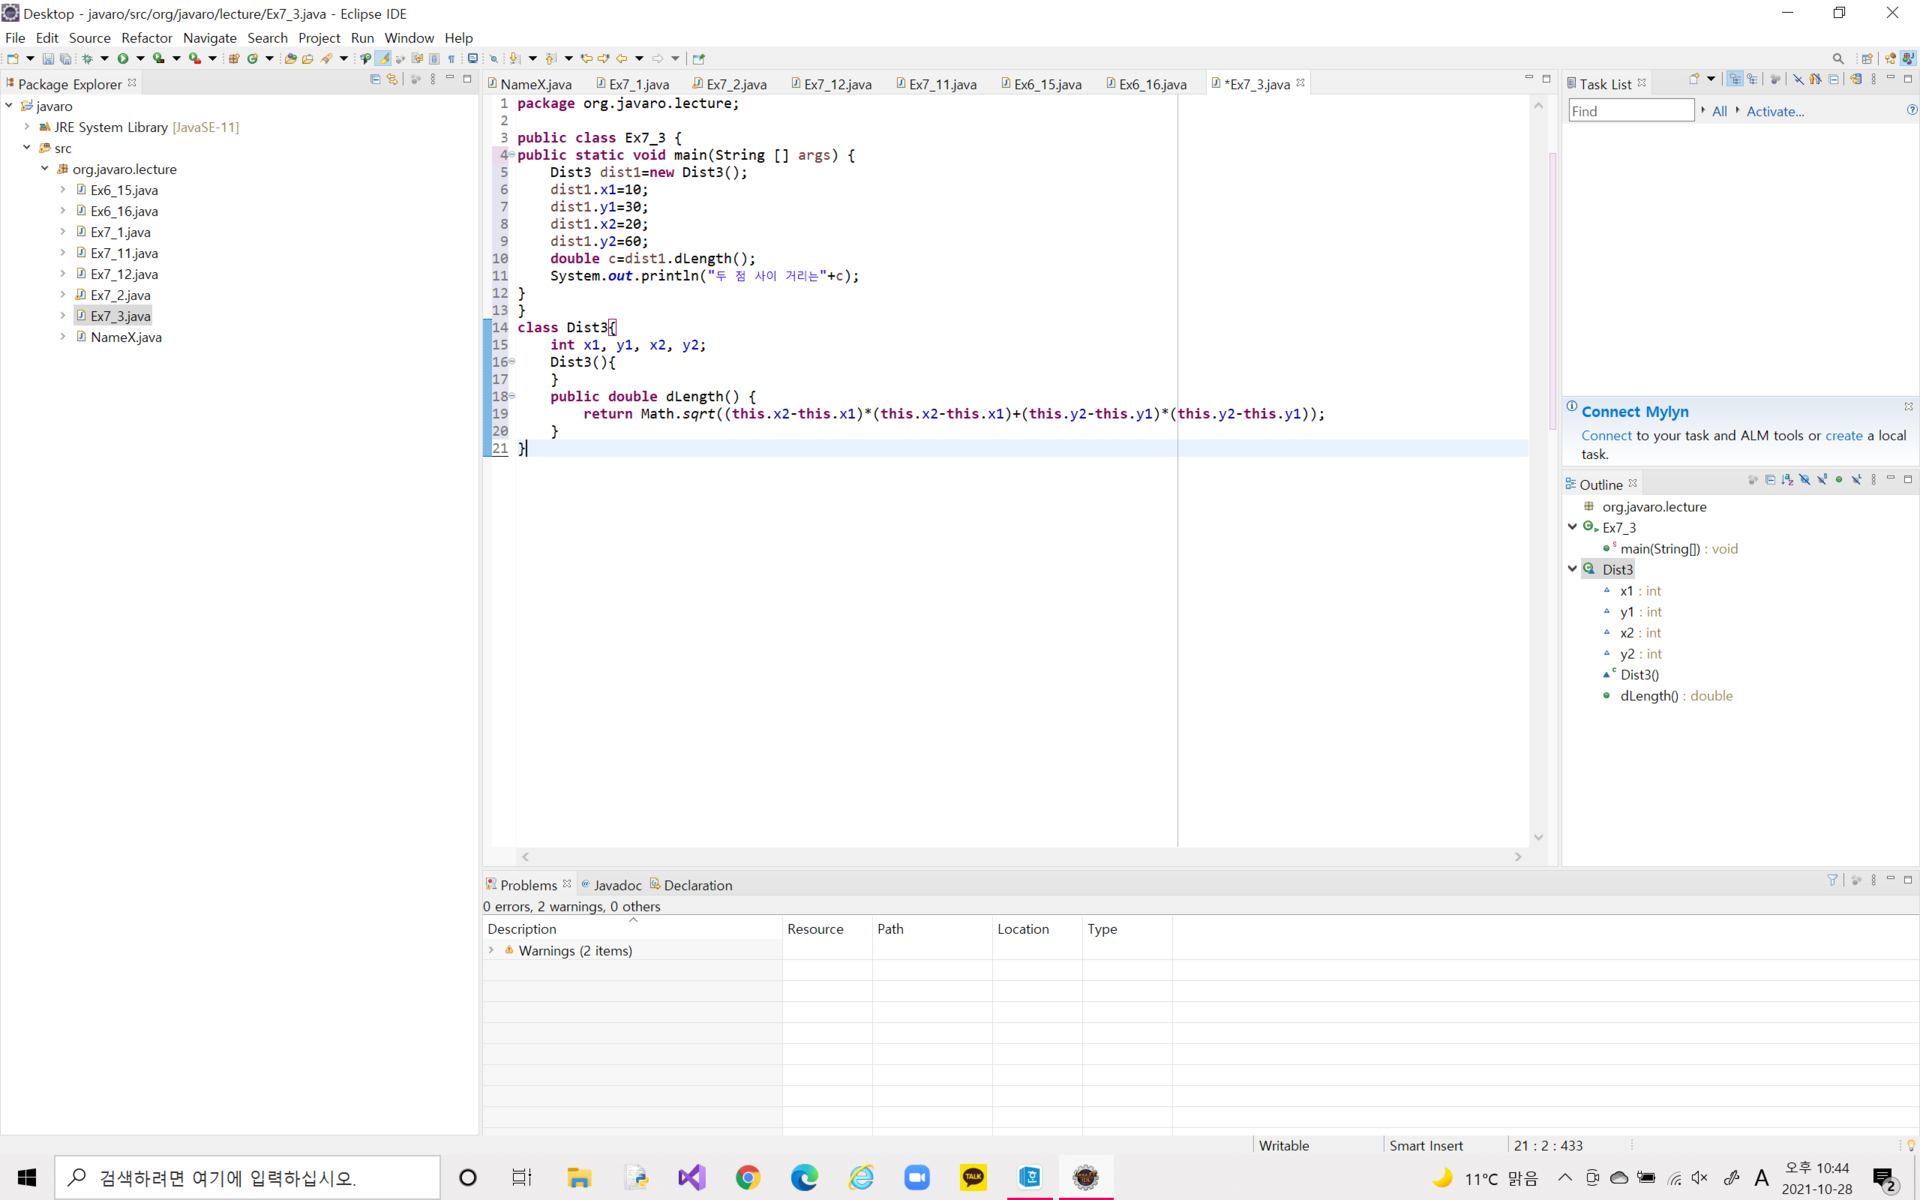 Desktop - javaro/src/org/javaro/lecture/Ex7_3.java - Eclipse IDE
File Edit Source Refactor Navigate Search Project Run Window Help
Package Explorer
javaro
JRE System Library [JavaSE-11]
src
org.javaro.lecture
Ex6_15.java
Ex6_16.java
Ex7_1.java
Ex7_11.java
Ex7_12.java
Ex7_2.java
Ex7_3.java
NameX.java
NameX.java Ex7_1.java Ex7_2.java Ex7_12.java Ex7_11.java Ex6_15.java Ex6_16.java *Ex7_3.java
1 package org.javaro.lecture;
2
3 public class Ex7_3 {
4 public static void main(String [] args) {
5 Dist3 dist1=new Dist3();
6 dist1.x1=10;
7 dist1.y1=30;
8 dist1.x2=20;
9 dist1.y2=60;
10 double c=dist1.dLength();
11 System.out.println("두 점 사이 거리는"+c);
12 }
13 }
14 class Dist3{
15 int x1, y1, x2, y2;
16 Dist3(){
17 }
18 public double dLength() {
19 return Math.sqrt((this.x2-this.x1)*(this.x2-this.x1)+(this.y2-this.y1)*(this.y2-this.y1));
20 }
21 }
Task List
Find All Activate...
Connect Mylyn
Connect to your task and ALM tools or create a local
task.
Outline
org.javaro.lecture
Ex7_3
main(String[]) : void
Dist3
x1 : int
y1 : int
x2 : int
y2 : int
Dist3()
dLength() : double
Problems Javadoc Declaration
0 errors, 2 warnings, 0 others
Description Resource Path Location Type
Warnings (2 items)
Writable Smart Insert 21 : 2 : 433
검색하려면 여기에 입력하십시오.
TALK
11°C 맑음
A
오후 10:44
2021-10-28
2